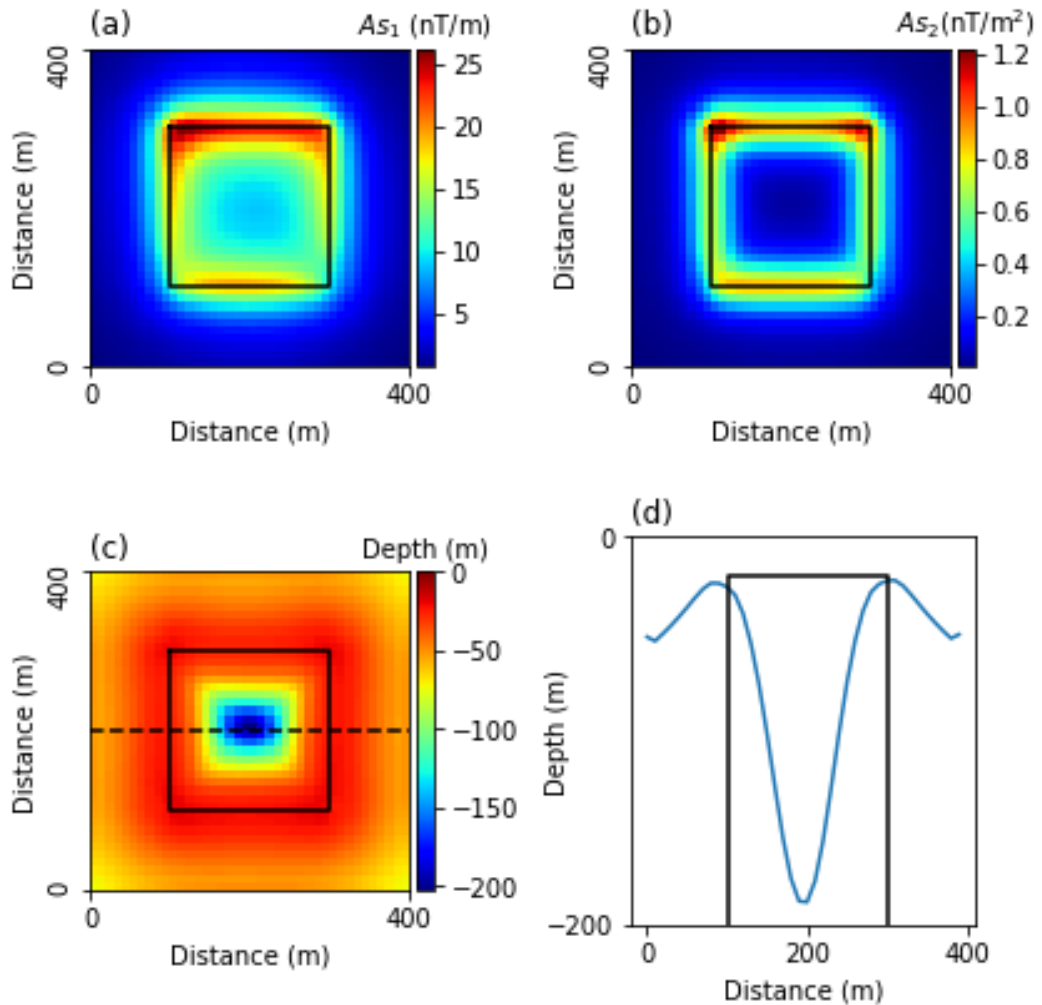 (a) As₁ (nT/m)
400
Distance (m)
0
0 400
Distance (m)
25
20
15
10
5
(b) As₂(nT/m²)
400
Distance (m)
0
0 400
Distance (m)
1.2
1.0
0.8
0.6
0.4
0.2
(c) Depth (m)
400
Distance (m)
0
0 400
Distance (m)
0
−50
−100
−150
−200
(d)
0
Depth (m)
−200
0 200 400
Distance (m)